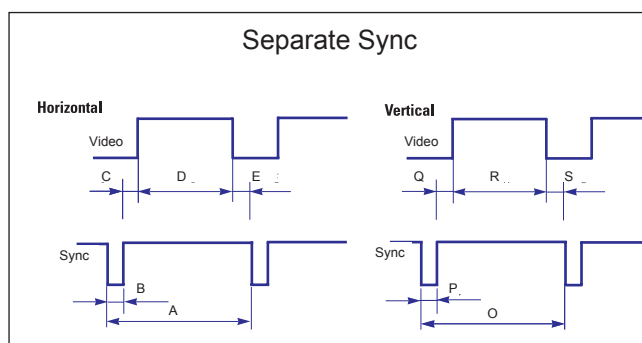 Separate Sync
Horizontal
Vertical
Video
Video
C D E
Q R S
Sync
Sync
B
P
A
O